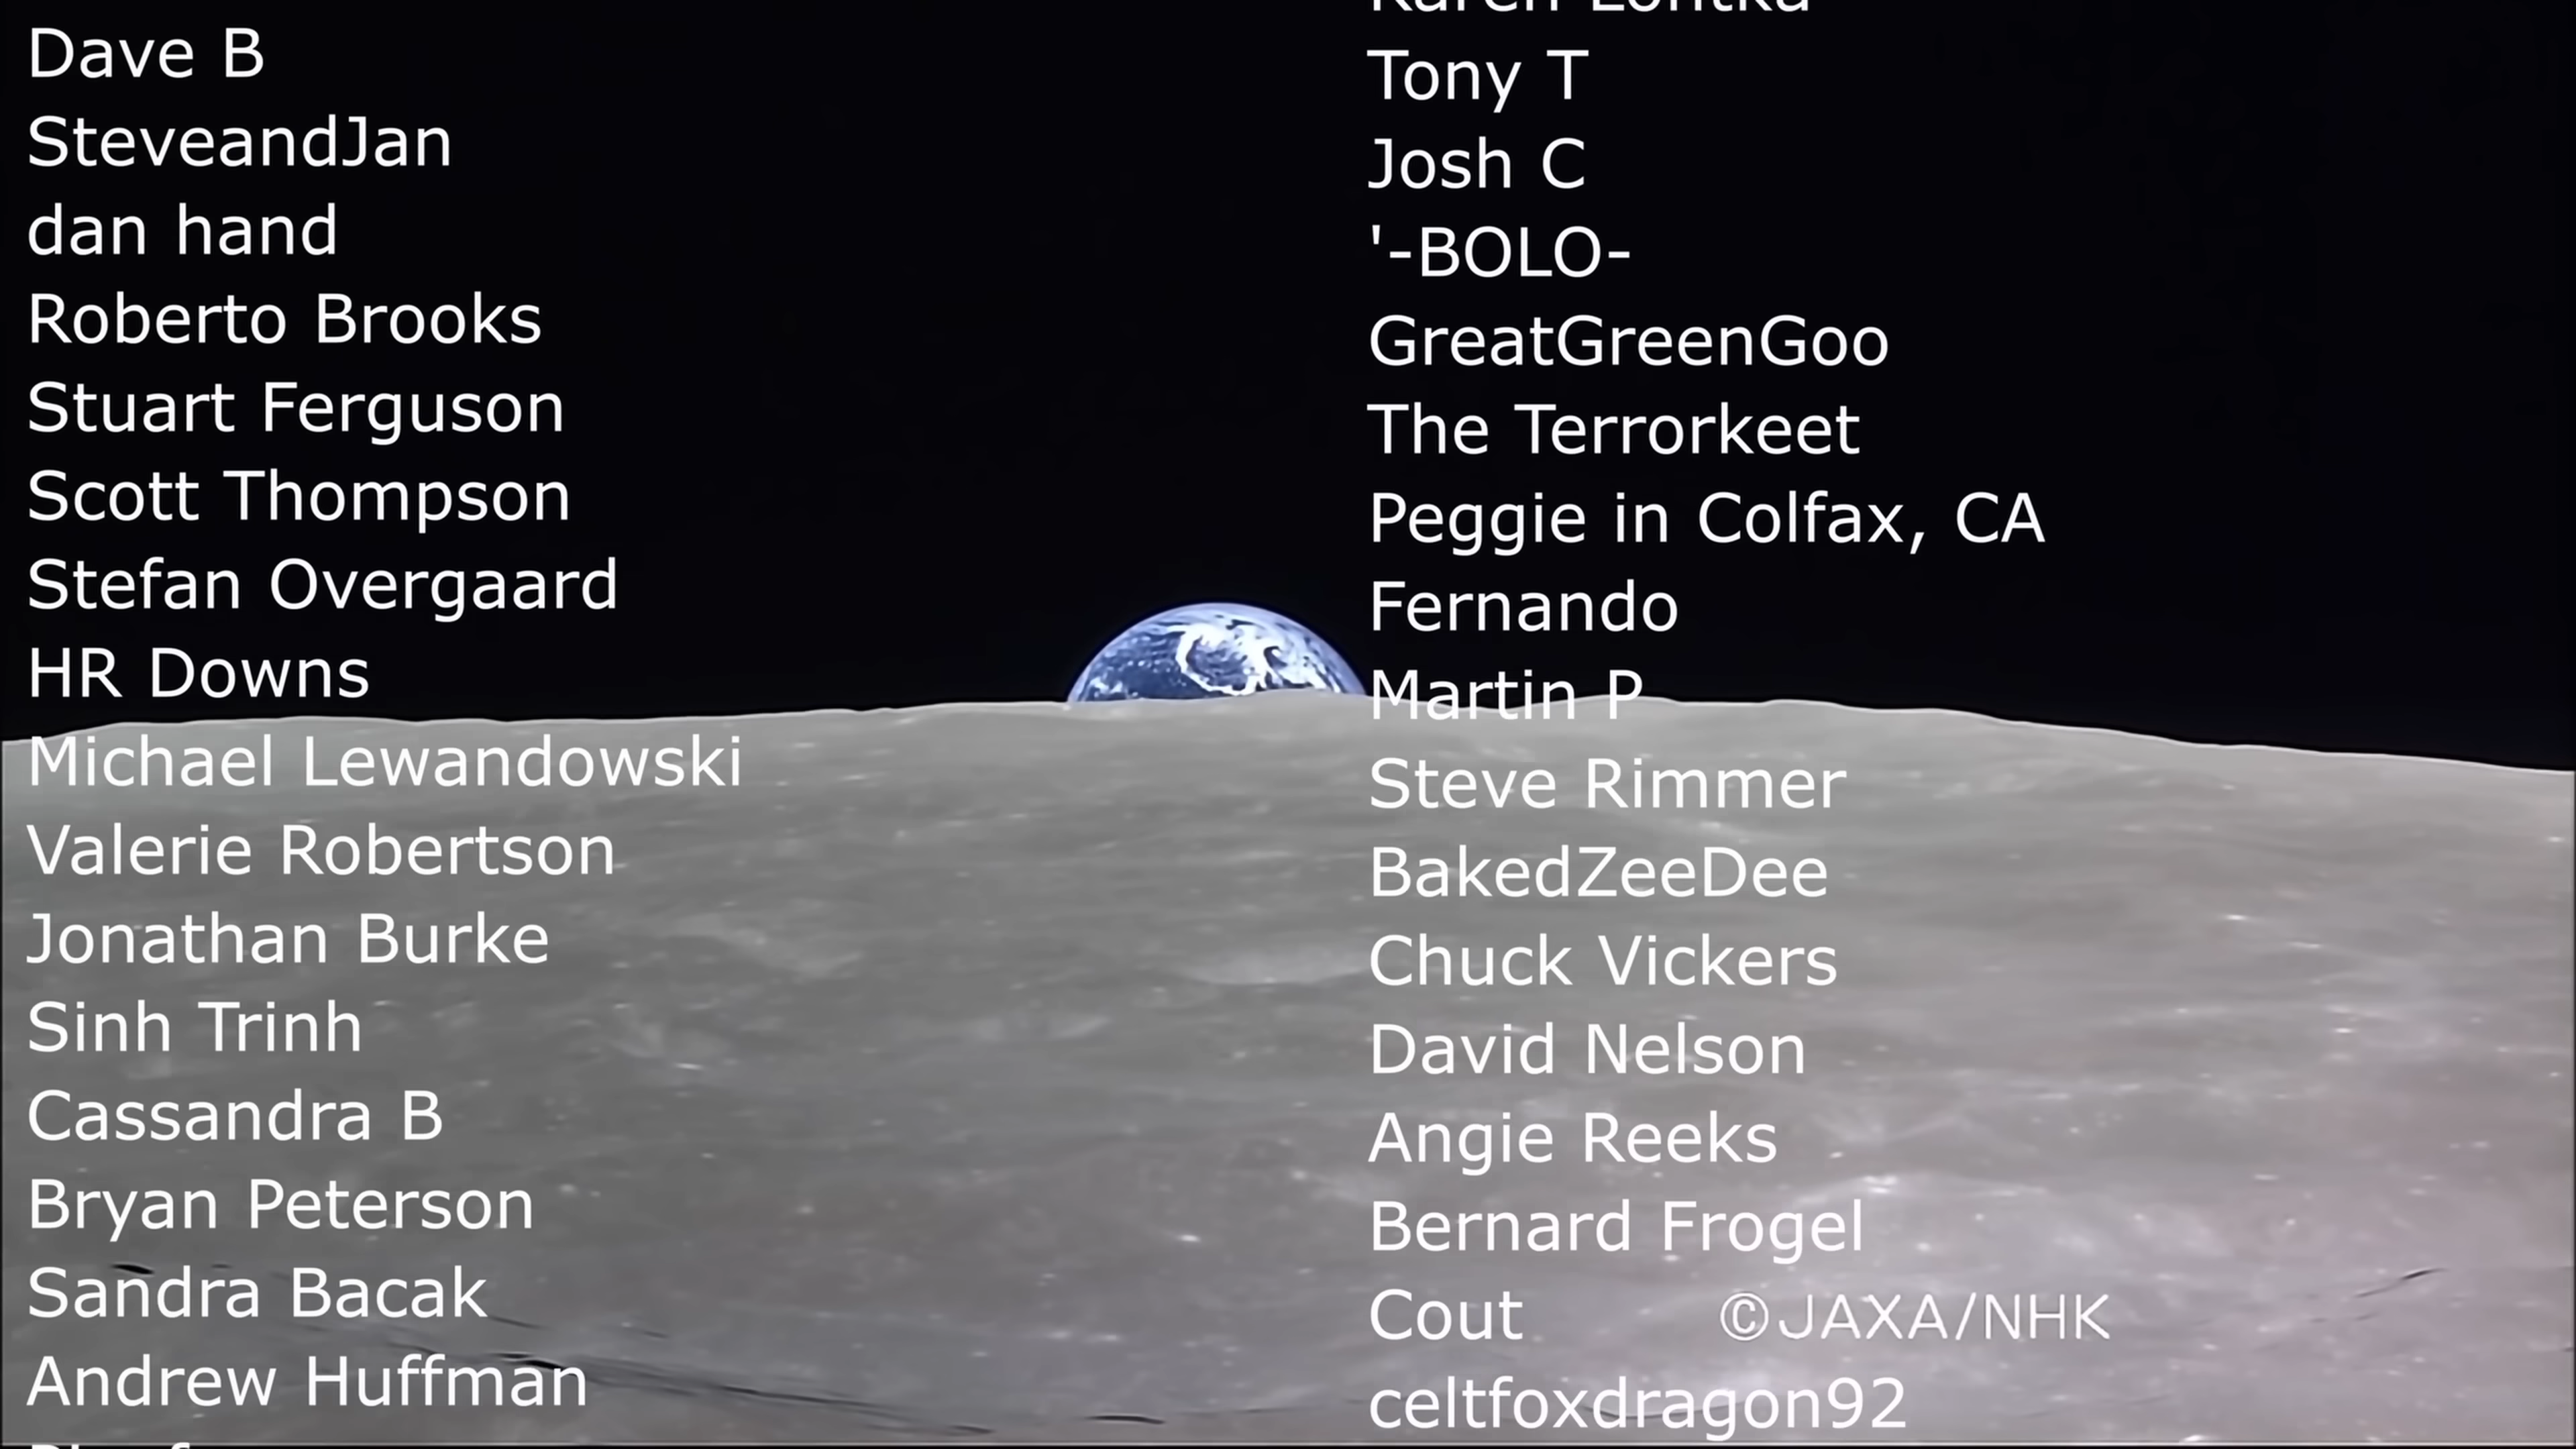 Dave B
SteveandJan
dan hand
Roberto Brooks
Stuart Ferguson
Scott Thompson
Stefan Overgaard
HR Downs
Michael Lewandowski
Valerie Robertson
Jonathan Burke
Sinh Trinh
Cassandra B
Bryan Peterson
Sandra Bacak
Andrew Huffman
Tony T
Josh C
'-BOLO-
GreatGreenGoo
The Terrorkeet
Peggie in Colfax, CA
Fernando
Martin P
Steve Rimmer
BakedZeeDee
Chuck Vickers
David Nelson
Angie Reeks
Bernard Frogel
Cout
©JAXA/NHK
celtfoxdragon92